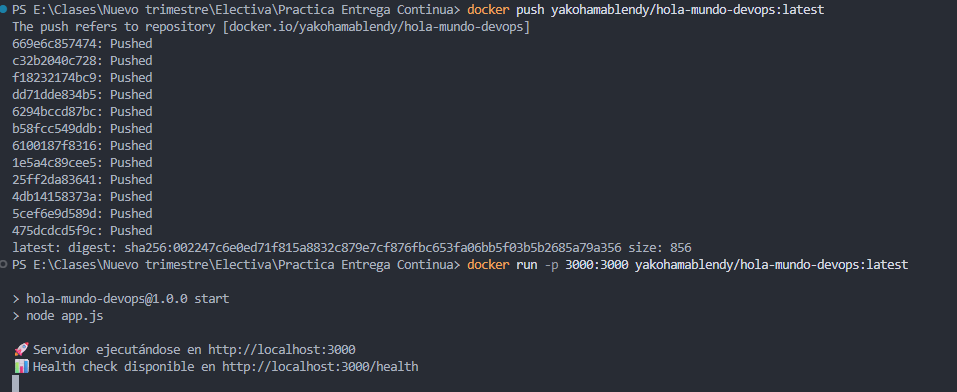 PS E:\Clases\Nuevo trimestre\Electiva\Practica Entrega Continua> docker push yakohamablendy/hola-mundo-devops:latest
The push refers to repository [docker.io/yakohamablendy/hola-mundo-devops]
669e6c857474: Pushed
c32b2040c728: Pushed
f18232174bc9: Pushed
dd71dde834b5: Pushed
6294bccd87bc: Pushed
b58fcc549ddb: Pushed
6100187f8316: Pushed
1e5a4c89cee5: Pushed
25ff2da83641: Pushed
4db14158373a: Pushed
5cef6e9d589d: Pushed
475dcdcd5f9c: Pushed
latest: digest: sha256:002247c6e0ed71f815a8832c879e7cf876fbc653fa06bb5f03b5b2685a79a356 size: 856
PS E:\Clases\Nuevo trimestre\Electiva\Practica Entrega Continua> docker run -p 3000:3000 yakohamablendy/hola-mundo-devops:latest
> hola-mundo-devops@1.0.0 start
> node app.js
🚀 Servidor ejecutándose en http://localhost:3000
📊 Health check disponible en http://localhost:3000/health